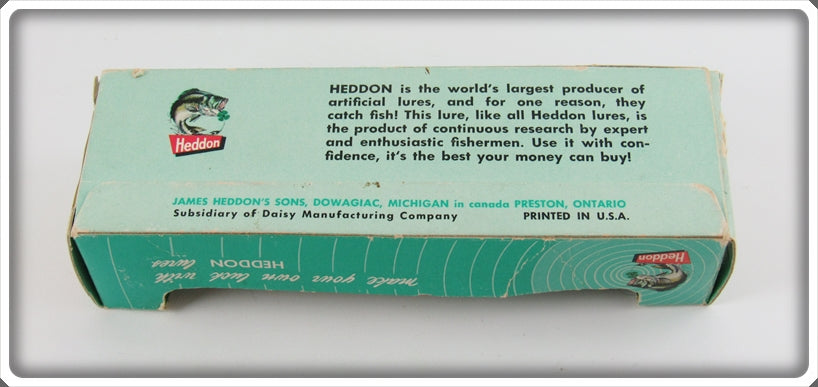 HEDDON is the world's largest producer of
artificial lures, and for one reason, they
catch fish! This lure, like all Heddon lures, is
the product of continuous research by expert
and enthusiastic fishermen. Use it with con-
fidence, it's the best your money can buy!
Heddon
JAMES HEDDON'S SONS, DOWAGIAC, MICHIGAN in canada PRESTON, ONTARIO
Subsidiary of Daisy Manufacturing Company PRINTED IN U.S.A.
make your own luck with
HEDDON lures
Heddon